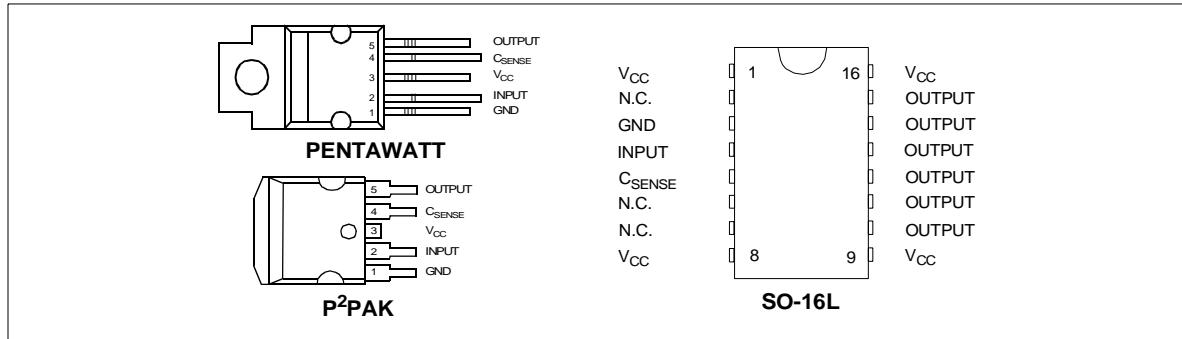 5 OUTPUT
4 CSENSE
3 VCC
2 INPUT
1 GND
PENTAWATT
5 OUTPUT
4 CSENSE
3 VCC
2 INPUT
1 GND
P²PAK
VCC 1 16 VCC
N.C. OUTPUT
GND OUTPUT
INPUT OUTPUT
CSENSE OUTPUT
N.C. OUTPUT
N.C. OUTPUT
VCC 8 9 VCC
SO-16L